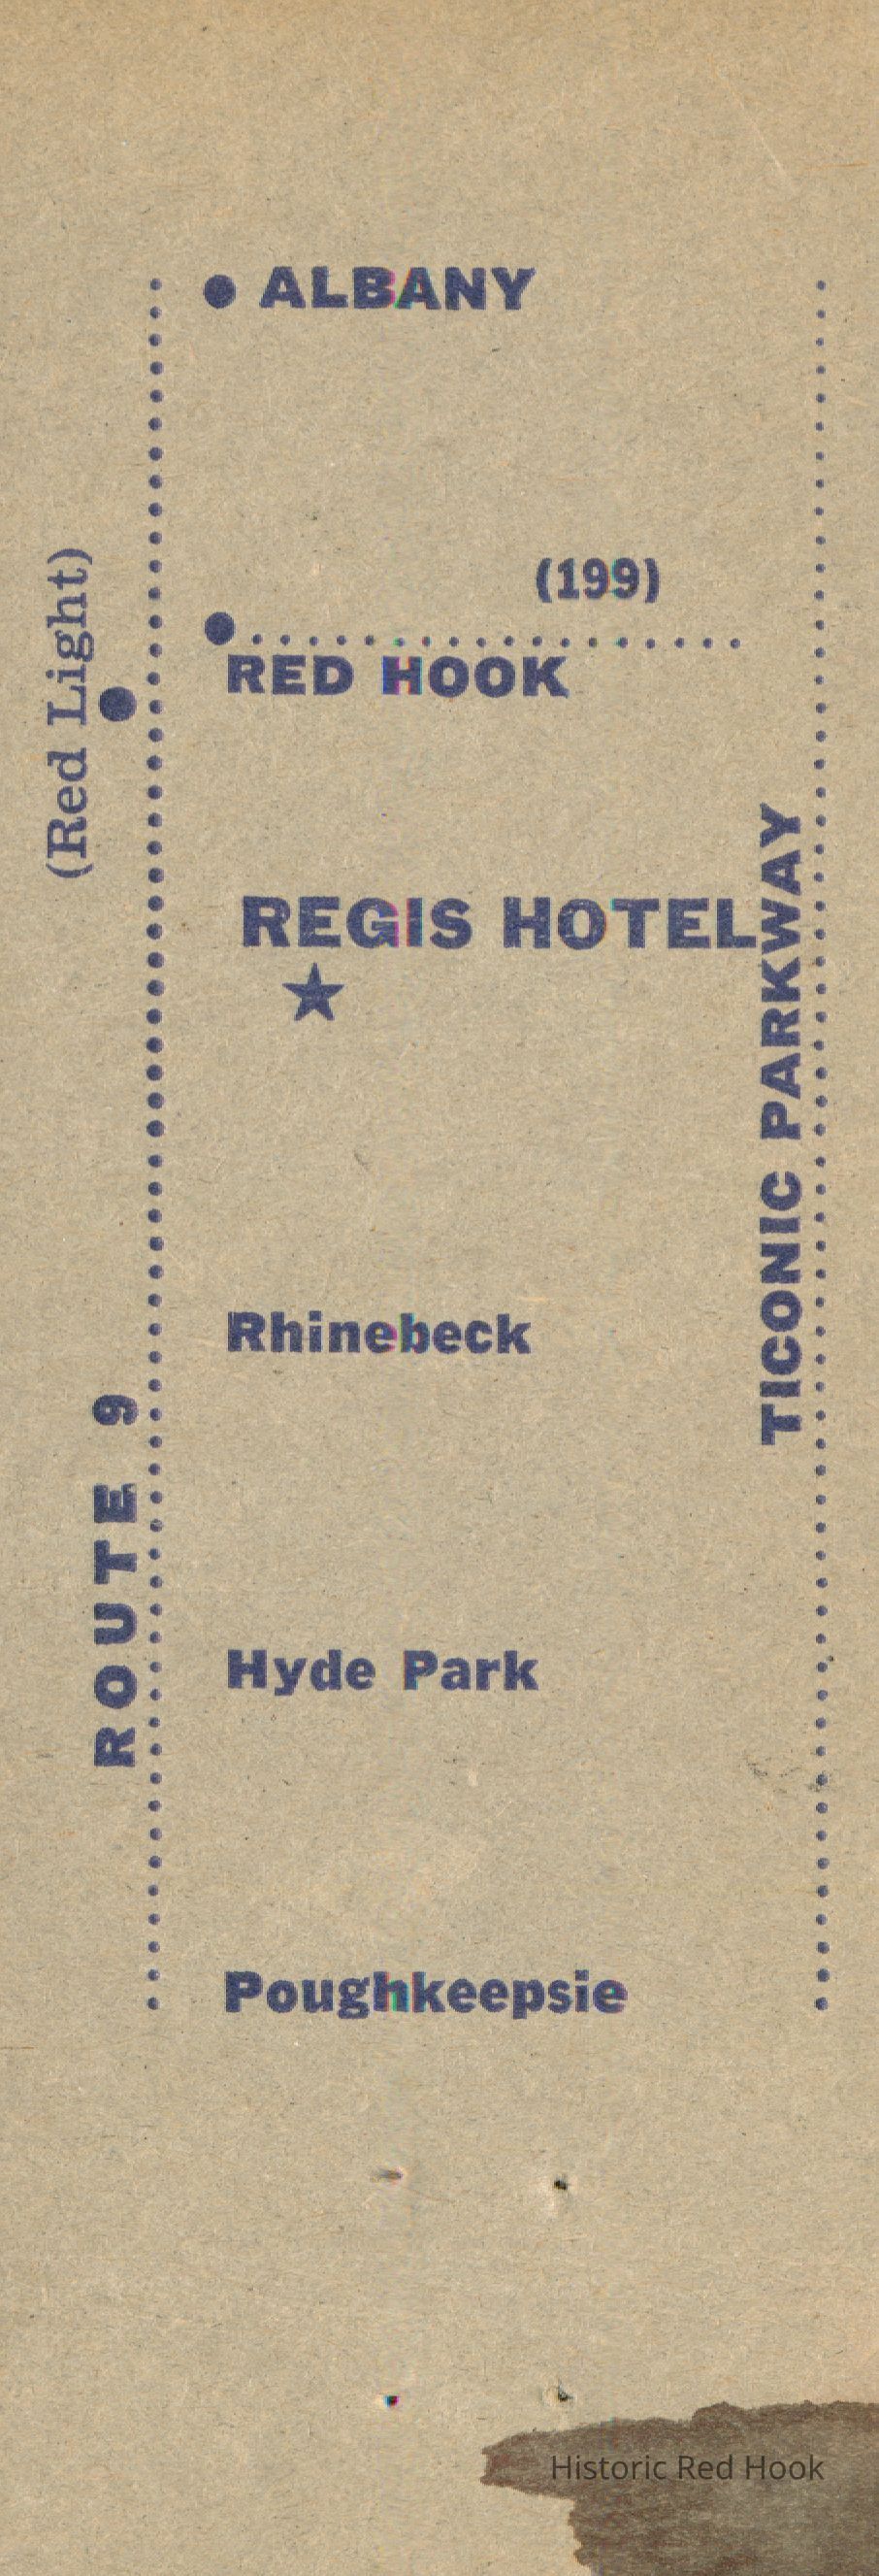 ALBANY
(199)
(Red Light)
RED HOOK
REGIS HOTEL
TICONIC PARKWAY
Rhinebeck
ROUTE 9
Hyde Park
Poughkeepsie
Historic Red Hook